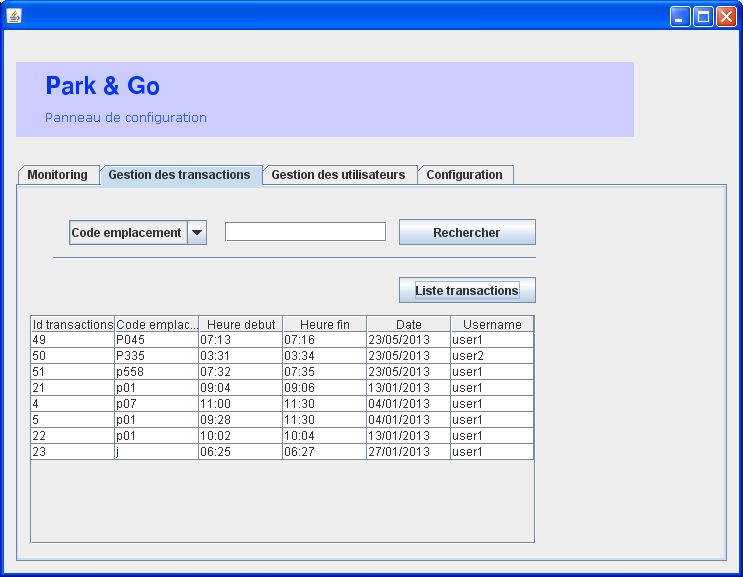 Park & Go
Panneau de configuration
Monitoring Gestion des transactions Gestion des utilisateurs Configuration
Code emplacement Rechercher
Liste transactions
Id transactions Code emplac... Heure debut Heure fin Date Username
49 P045 07:13 07:16 23/05/2013 user1
50 P335 03:31 03:34 23/05/2013 user2
51 p558 07:32 07:35 23/05/2013 user1
21 p01 09:04 09:06 13/01/2013 user1
4 p07 11:00 11:30 04/01/2013 user1
5 p01 09:28 11:30 04/01/2013 user1
22 p01 10:02 10:04 13/01/2013 user1
23 j 06:25 06:27 27/01/2013 user1